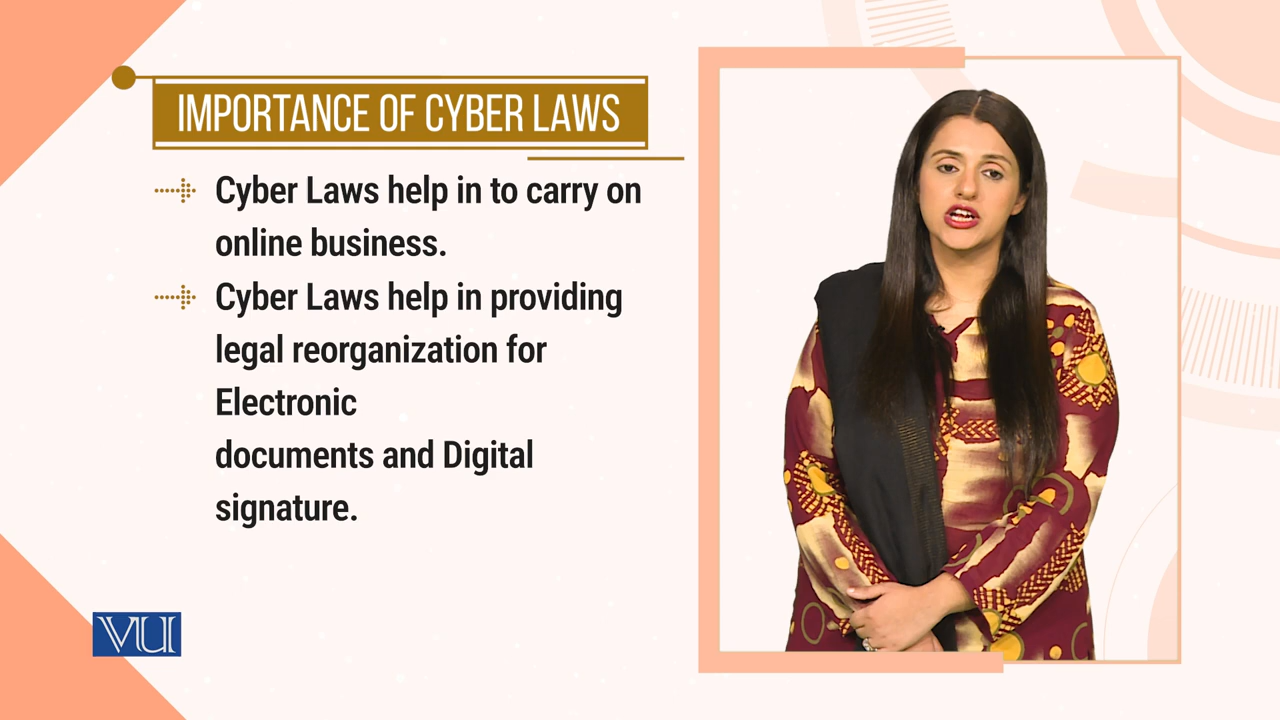 IMPORTANCE OF CYBER LAWS
Cyber Laws help in to carry on
online business.
Cyber Laws help in providing
legal reorganization for
Electronic
documents and Digital
signature.
VU